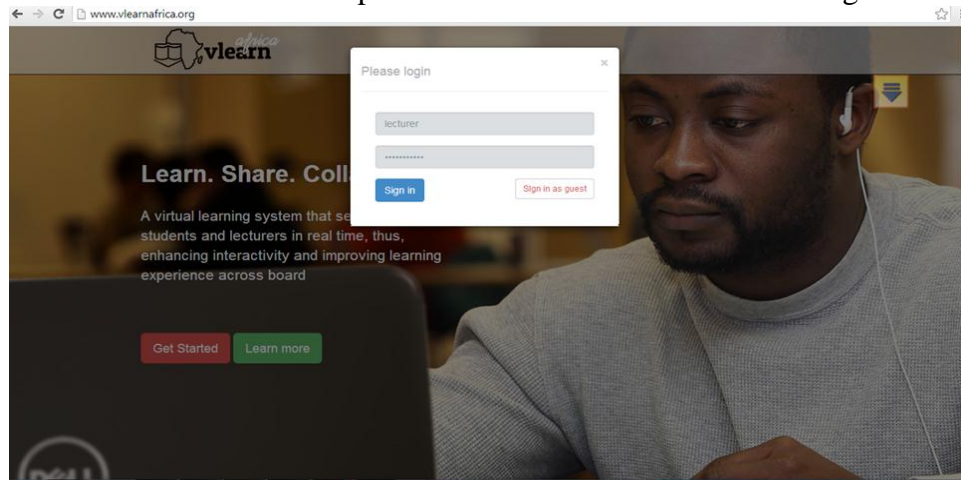 www.vlearnafrica.org
africa
vlearn
Please login
×
lecturer
Sign in
Sign in as guest
Learn. Share. Coll
A virtual learning system that se
students and lecturers in real time, thus,
enhancing interactivity and improving learning
experience across board
Get Started
Learn more
DELL